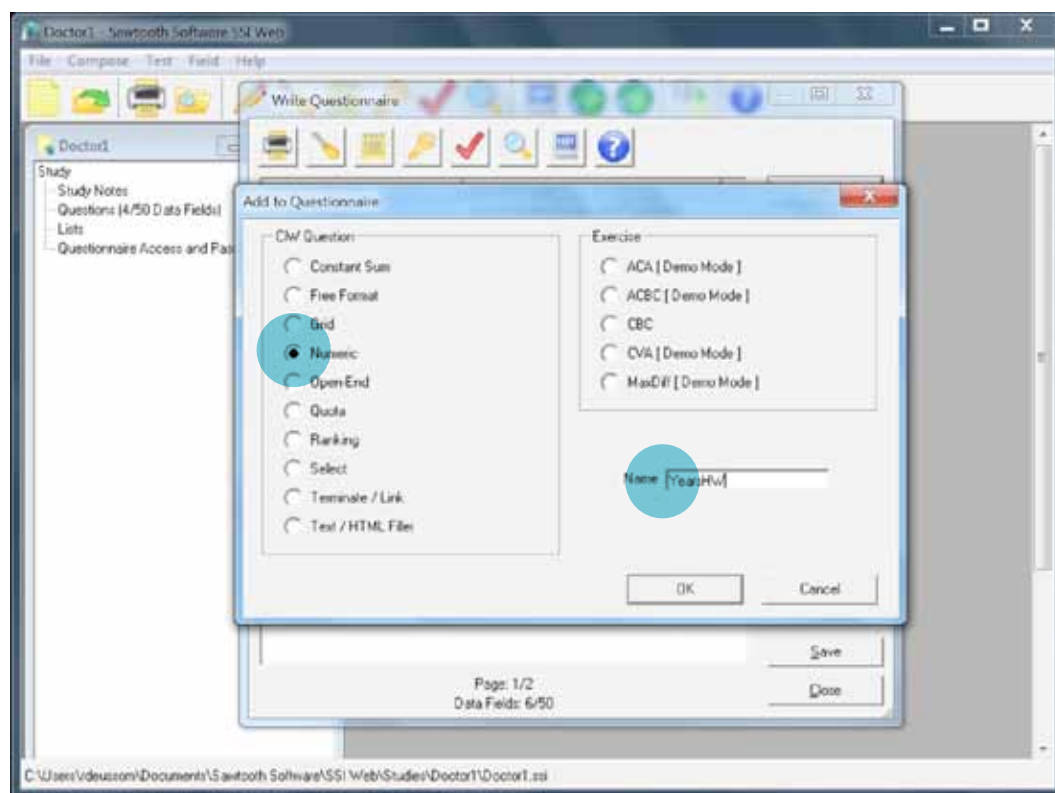 Doctor1 - Sawtooth Software SSI Web
File Compose Test Field Help
Write Questionnaire
Doctor1
Study
Study Notes
Questions (4/50 Data Fields)
Lists
Questionnaire Access and Pas
Add to Questionnaire
CiW Question
Constant Sum
Free Format
Grid
Numeric
Open-End
Quota
Ranking
Select
Terminate / Link
Text / HTML Filler
Exercise
ACA [ Demo Mode ]
ACBC [ Demo Mode ]
CBC
CVA [ Demo Mode ]
MaxDiff [ Demo Mode ]
Name YearsHW
OK Cancel
Save
Page: 1/2
Data Fields: 6/50
Close
C:\Users\vdeussom\Documents\Sawtooth Software\SSI Web\Studies\Doctor1\Doctor1.ssi